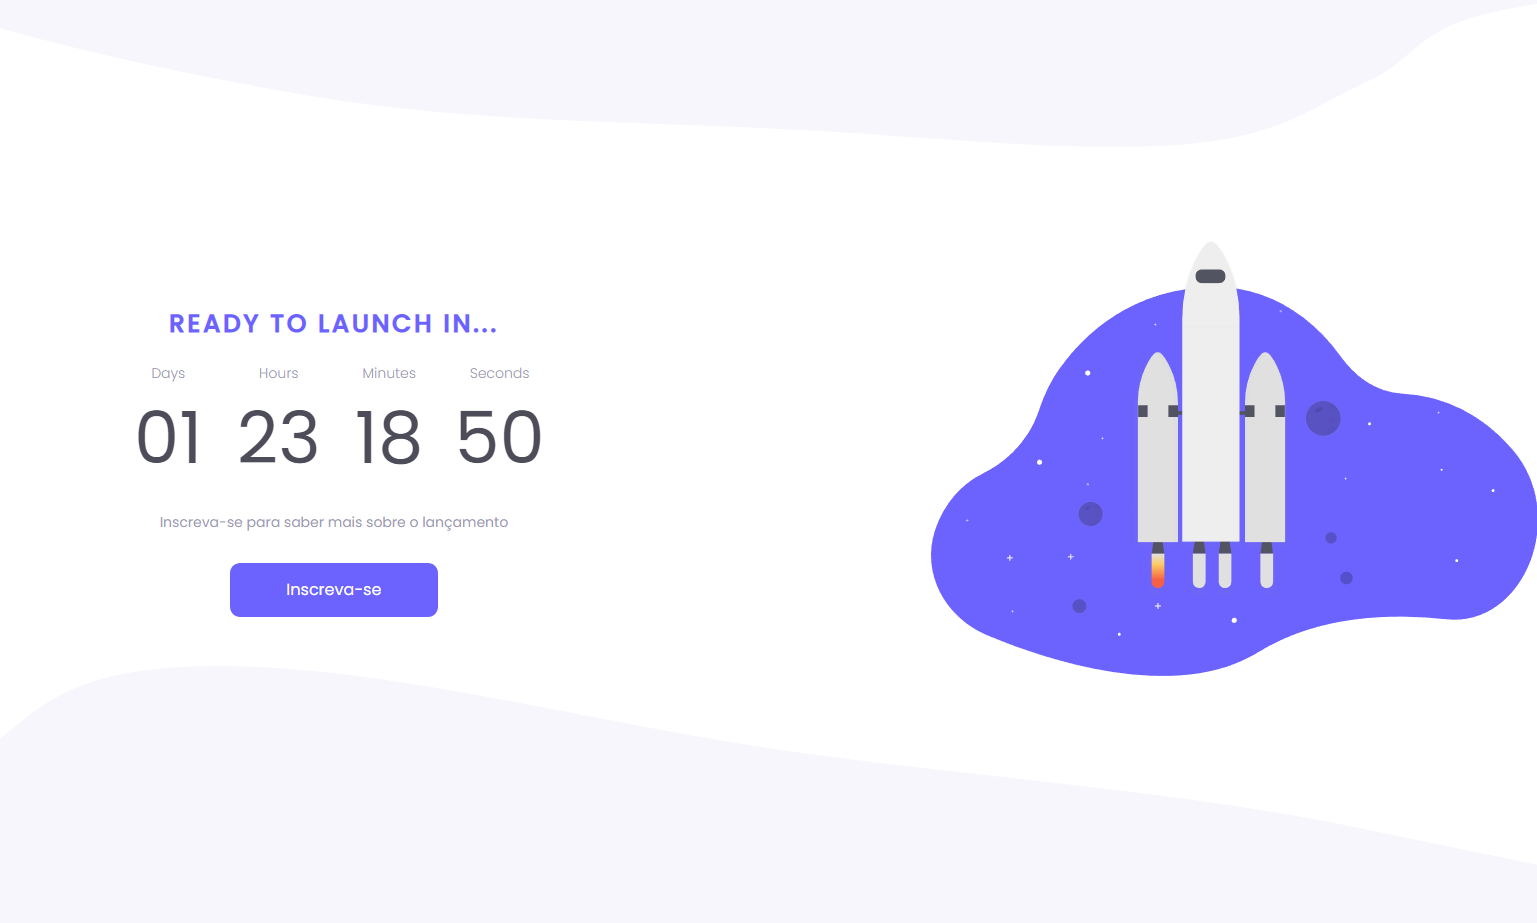 READY TO LAUNCH IN...
Days Hours Minutes Seconds
01 23 18 50
Inscreva-se para saber mais sobre o lançamento
Inscreva-se